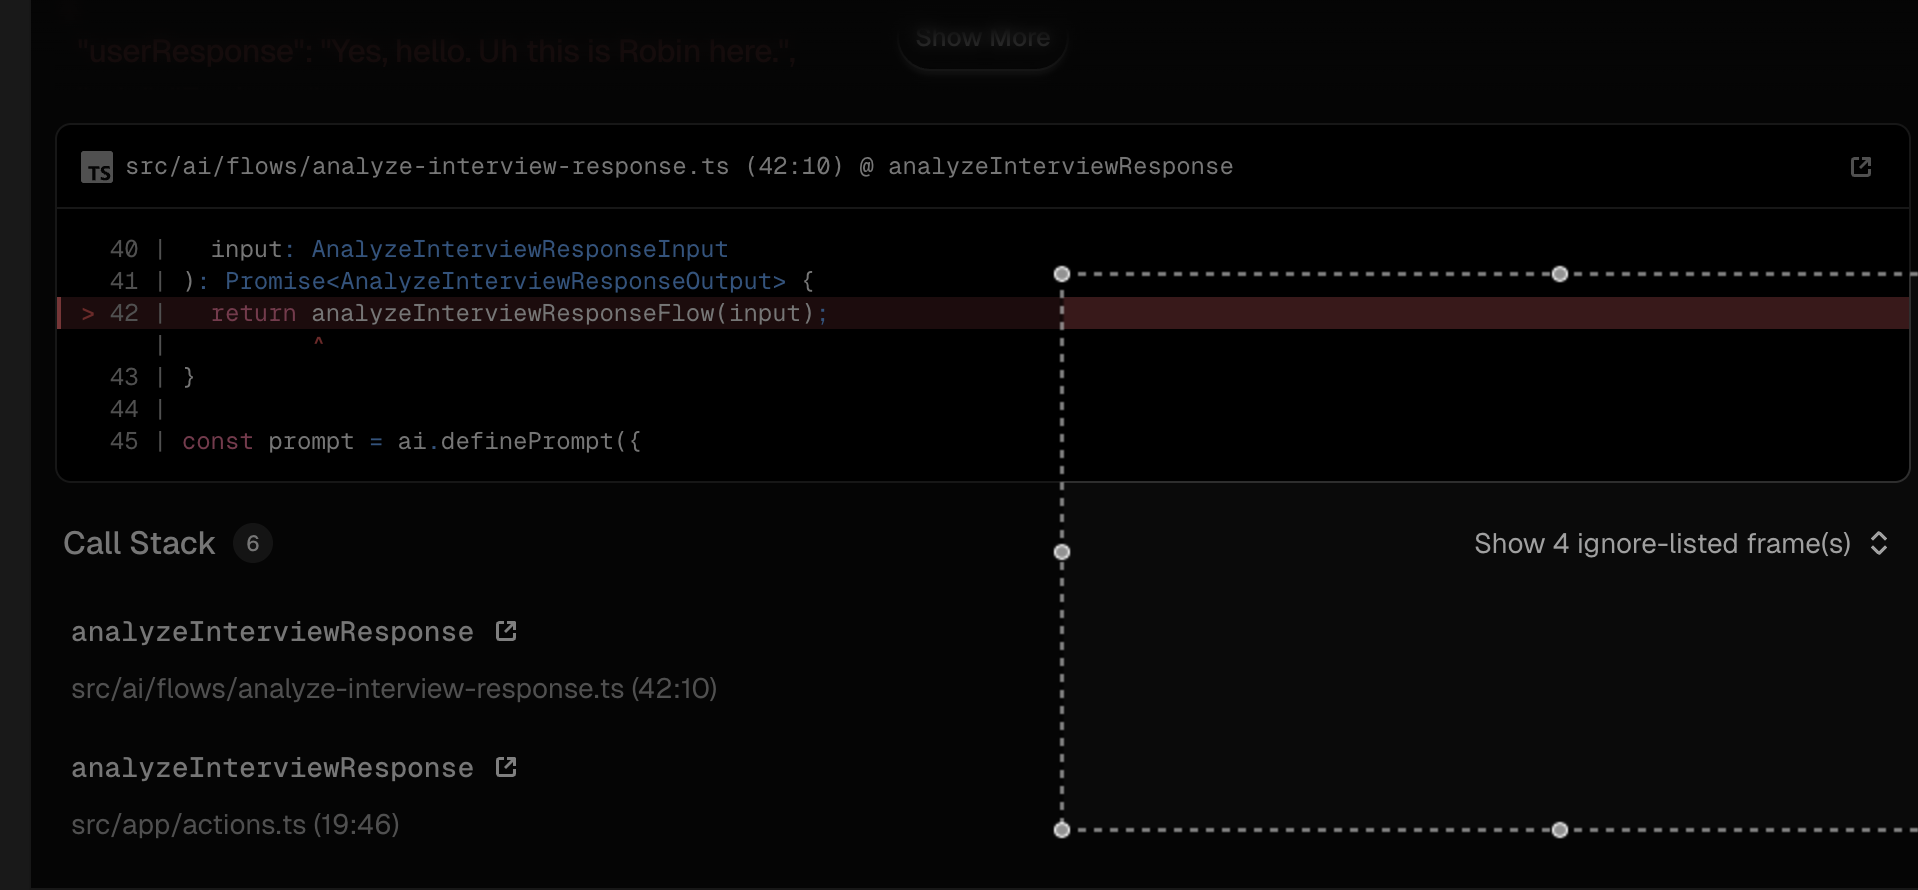 "userResponse": "Yes, hello. Uh this is Robin here.",
Show More
TS src/ai/flows/analyze-interview-response.ts (42:10) @ analyzeInterviewResponse
40 |   input: AnalyzeInterviewResponseInput
41 | ): Promise<AnalyzeInterviewResponseOutput> {
> 42 |   return analyzeInterviewResponseFlow(input);
|          ^
43 | }
44 |
45 | const prompt = ai.definePrompt({
Call Stack 6
Show 4 ignore-listed frame(s)
analyzeInterviewResponse
src/ai/flows/analyze-interview-response.ts (42:10)
analyzeInterviewResponse
src/app/actions.ts (19:46)